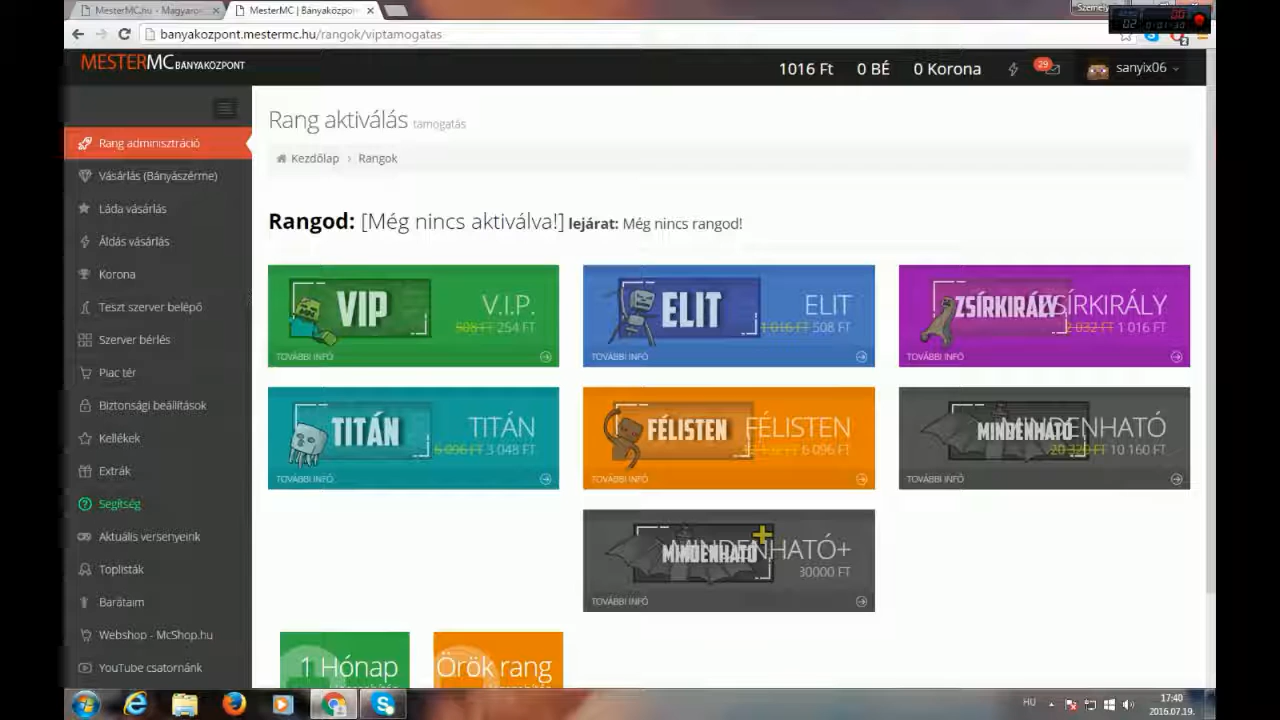 MesterMC.hu - Magyaror
MesterMC | Bányaközpon
Személy
banyakozpont.mestermc.hu/rangok/viptamogatas
MESTERMC BÁNYAKÖZPONT
1016 Ft
0 BÉ
0 Korona
29
sanyix06
Rang adminisztráció
Vásárlás (Bányászérme)
Láda vásárlás
Áldás vásárlás
Korona
Teszt szerver belépő
Szerver bérlés
Piac tér
Biztonsági beállítások
Kellékek
Extrák
Segítség
Aktuális versenyeink
Toplisták
Barátaim
Webshop - McShop.hu
YouTube csatornánk
Rang aktiválás támogatás
Kezdőlap › Rangok
Rangod: [Még nincs aktiválva!] lejárat: Még nincs rangod!
VIP
V.I.P.
508 FT 254 FT
TOVÁBBI INFÓ
ELIT
ELIT
1 016 FT 508 FT
TOVÁBBI INFÓ
ZSÍRKIRÁLY
ZSÍRKIRÁLY
2 032 FT 1 016 FT
TOVÁBBI INFÓ
TITÁN
TITÁN
6 096 FT 3 048 FT
TOVÁBBI INFÓ
FÉLISTEN
FÉLISTEN
6 096 FT
TOVÁBBI INFÓ
MINDENHATÓ
MINDENHATÓ
20 320 FT 10 160 FT
TOVÁBBI INFÓ
MINDENHATÓ
MINDENHATÓ+
30000 FT
TOVÁBBI INFÓ
1 Hónap
Örök rang
HU
17:40
2016.07.19.